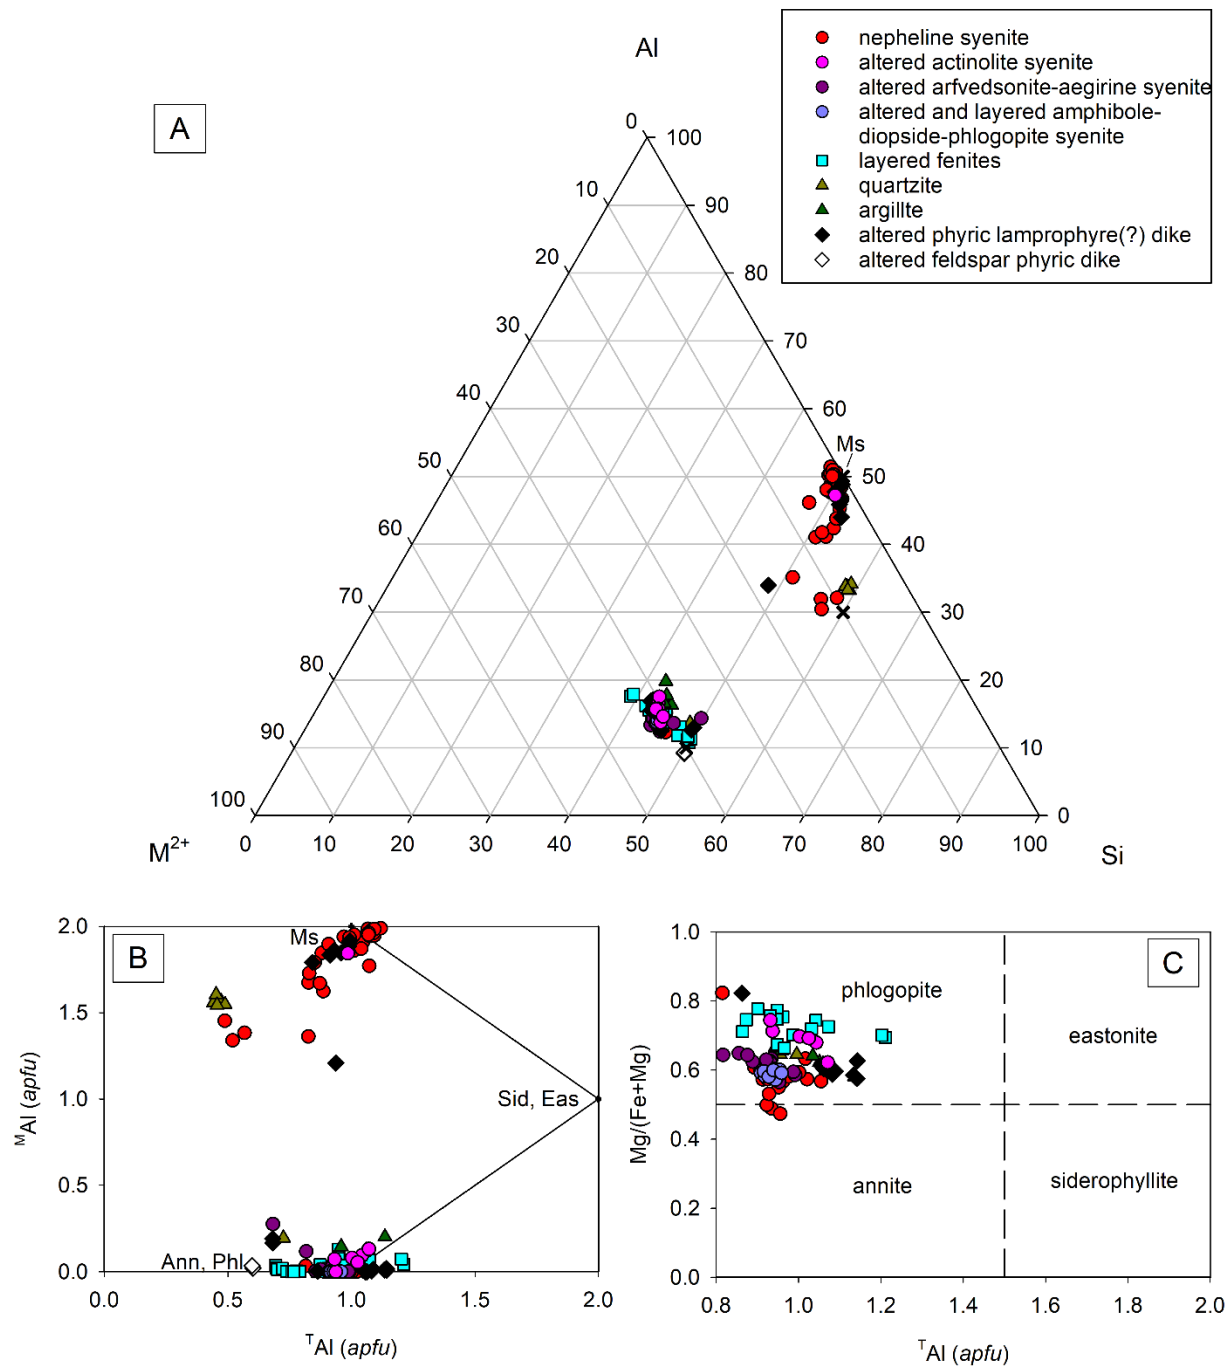 nepheline syenite
altered actinolite syenite
altered arfvedsonite-aegirine syenite
altered and layered amphibole-
diopside-phlogopite syenite
layered fenites
quartzite
argillte
altered phyric lamprophyre(?) dike
altered feldspar phyric dike
A
Al
0 100
10 90
20 80
30 70
40 60
Ms
50 50
60 40
70 30
80 20
90 10
100 0
0 10 20 30 40 50 60 70 80 90 100
M²⁺ Si
B
2.0
1.5
1.0
0.5
0.0
ᴹAl (apfu)
Ms
Sid, Eas
Ann, Phl
0.0 0.5 1.0 1.5 2.0
ᵀAl (apfu)
C
1.0
0.8
0.6
0.4
0.2
0.0
Mg/(Fe+Mg)
phlogopite
eastonite
annite
siderophyllite
0.8 1.0 1.2 1.4 1.6 1.8 2.0
ᵀAl (apfu)